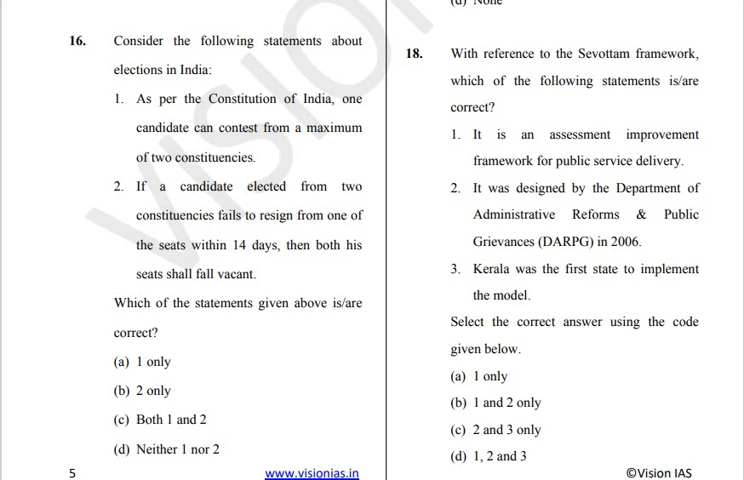 16. Consider the following statements about
elections in India:
1. As per the Constitution of India, one
candidate can contest from a maximum
of two constituencies.
2. If a candidate elected from two
constituencies fails to resign from one of
the seats within 14 days, then both his
seats shall fall vacant.
Which of the statements given above is/are
correct?
(a) 1 only
(b) 2 only
(c) Both 1 and 2
(d) Neither 1 nor 2
(d) None
18. With reference to the Sevottam framework,
which of the following statements is/are
correct?
1. It is an assessment improvement
framework for public service delivery.
2. It was designed by the Department of
Administrative Reforms & Public
Grievances (DARPG) in 2006.
3. Kerala was the first state to implement
the model.
Select the correct answer using the code
given below.
(a) 1 only
(b) 1 and 2 only
(c) 2 and 3 only
(d) 1, 2 and 3
5 www.visionias.in ©Vision IAS
VISION